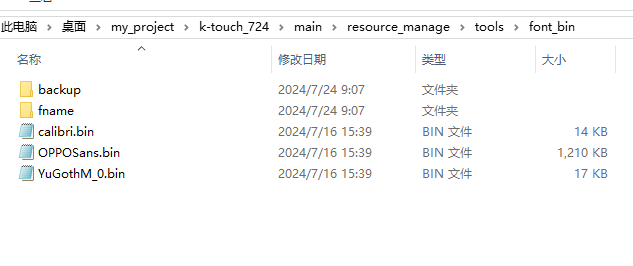 此电脑 > 桌面 > my_project > k-touch_724 > main > resource_manage > tools > font_bin
名称 修改日期 类型 大小
backup 2024/7/24 9:07 文件夹
fname 2024/7/24 9:07 文件夹
calibri.bin 2024/7/16 15:39 BIN 文件 14 KB
OPPOSans.bin 2024/7/16 15:39 BIN 文件 1,210 KB
YuGothM_0.bin 2024/7/16 15:39 BIN 文件 17 KB